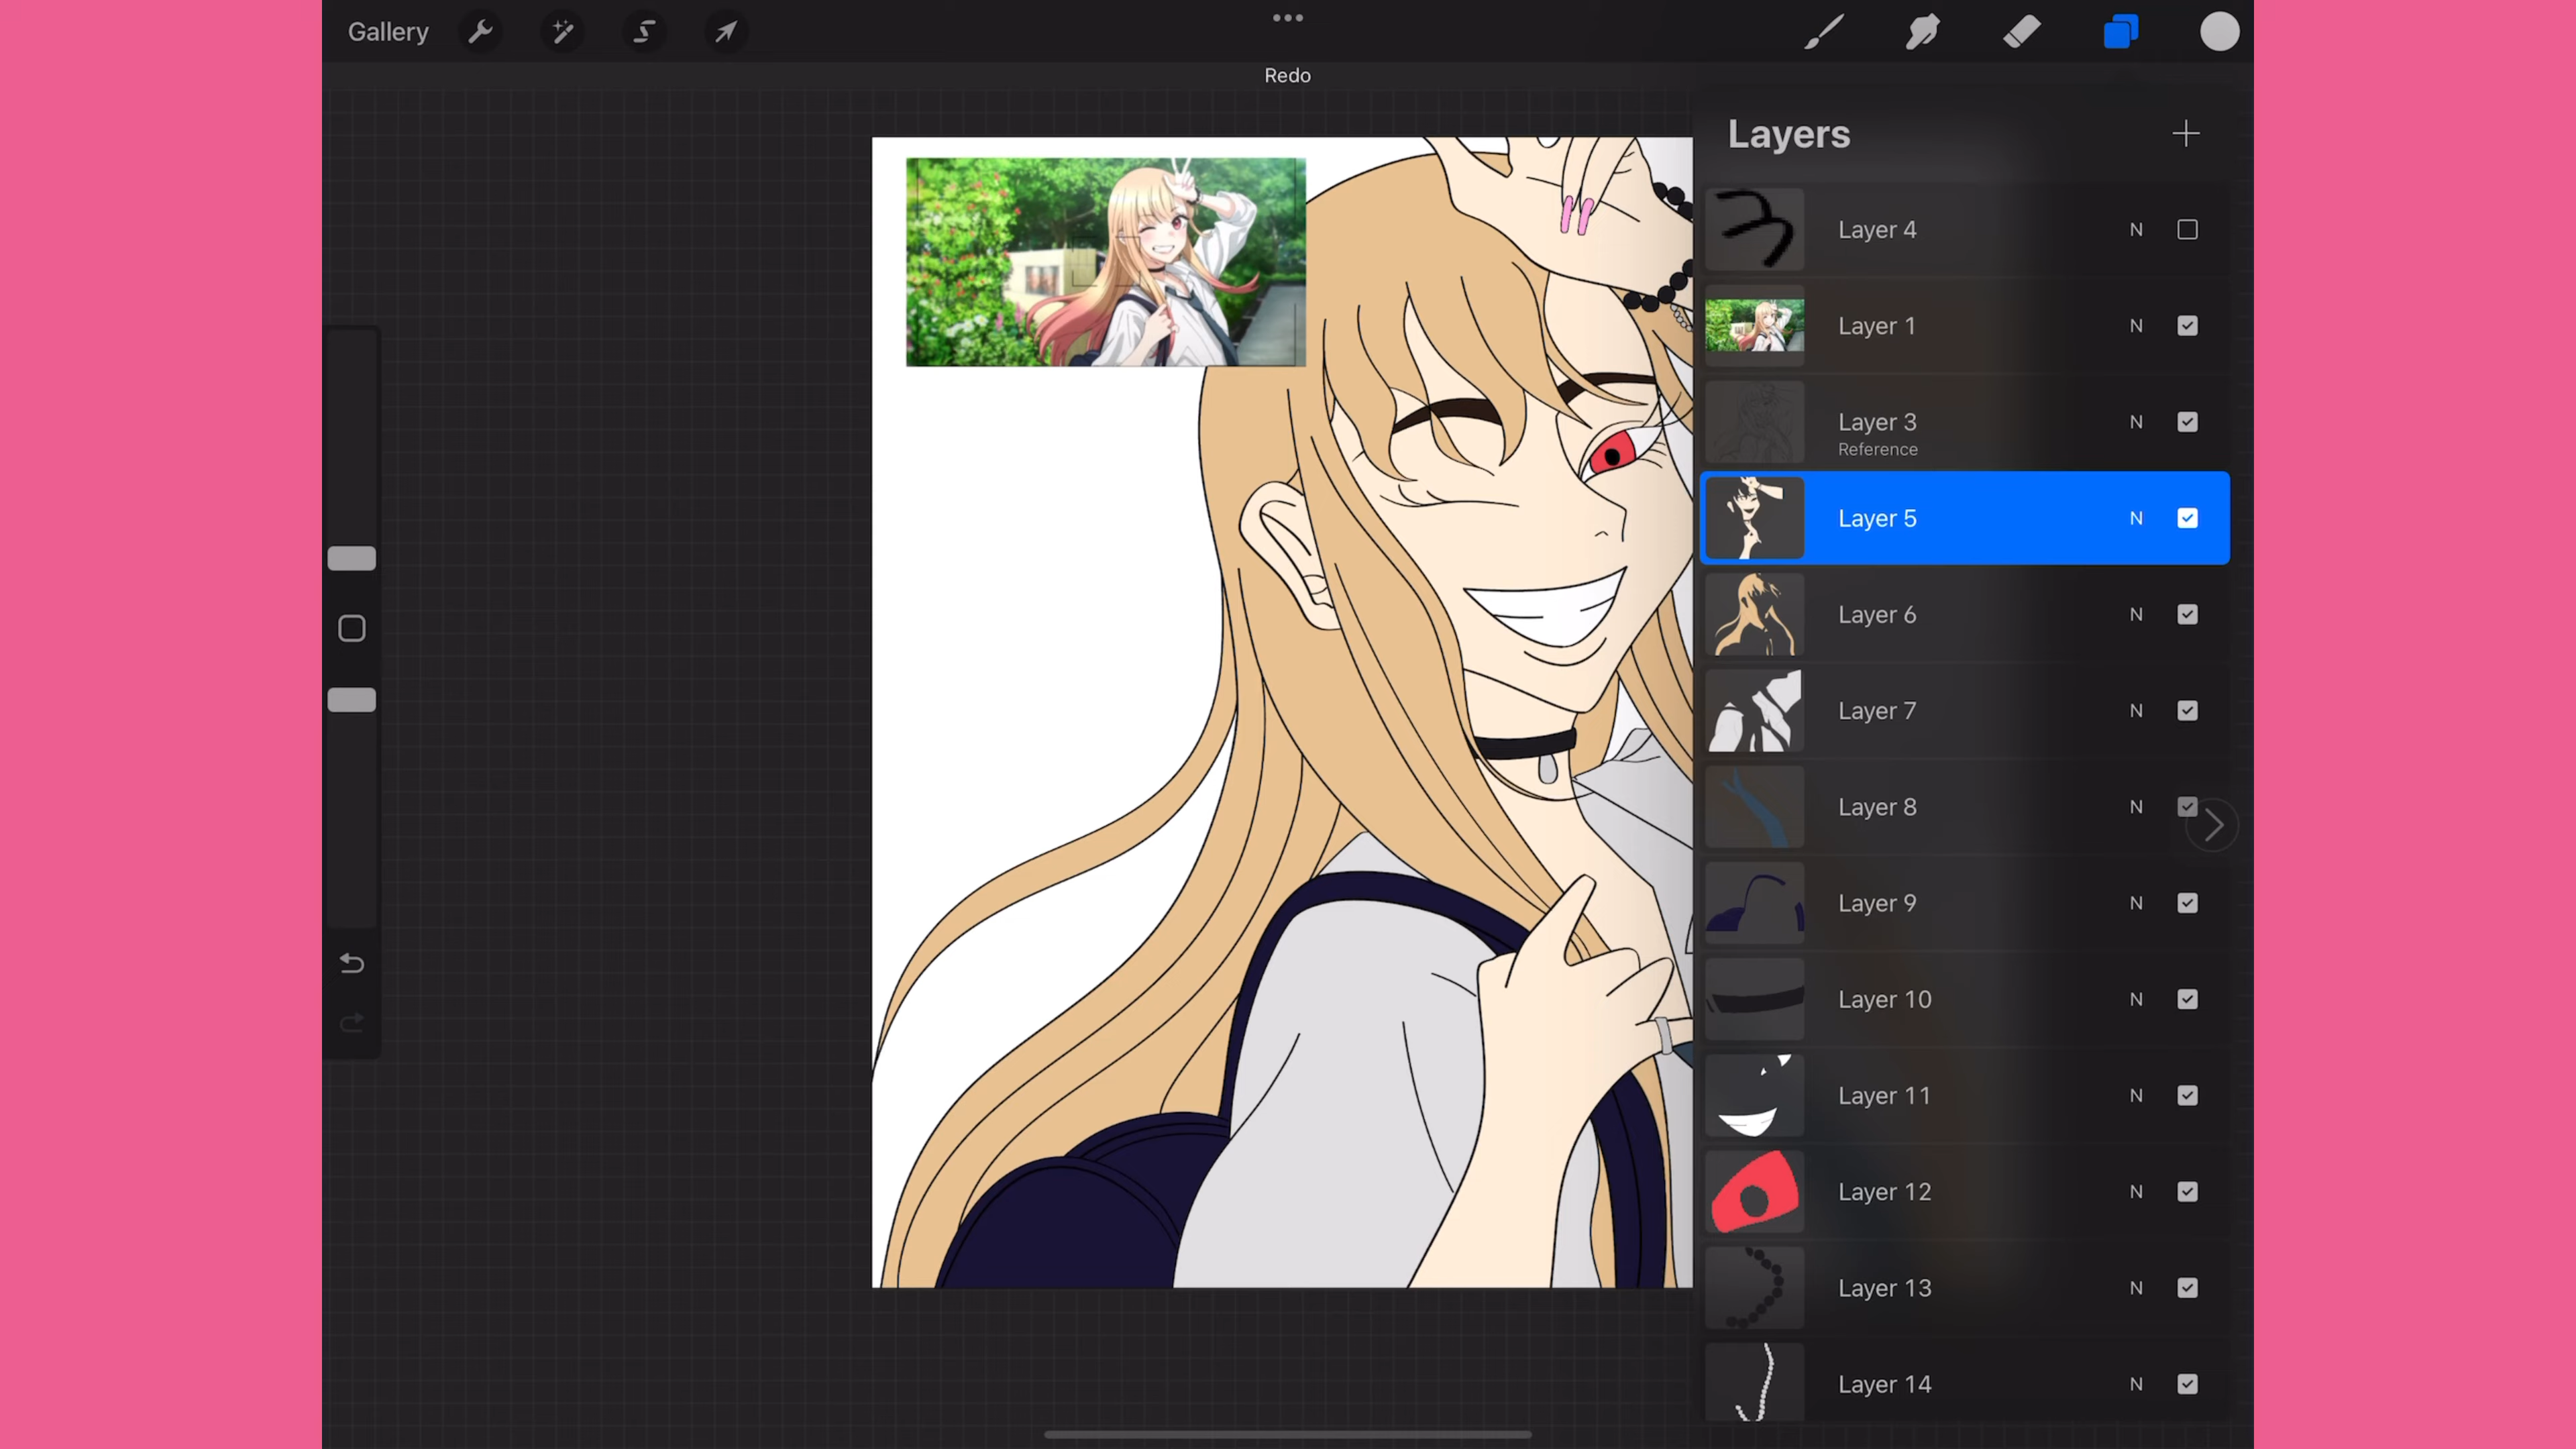 Gallery
Redo
Layers
Layer 4 N
Layer 1 N
Layer 3 N
Reference
Layer 5 N
Layer 6 N
Layer 7 N
Layer 8 N
Layer 9 N
Layer 10 N
Layer 11 N
Layer 12 N
Layer 13 N
Layer 14 N